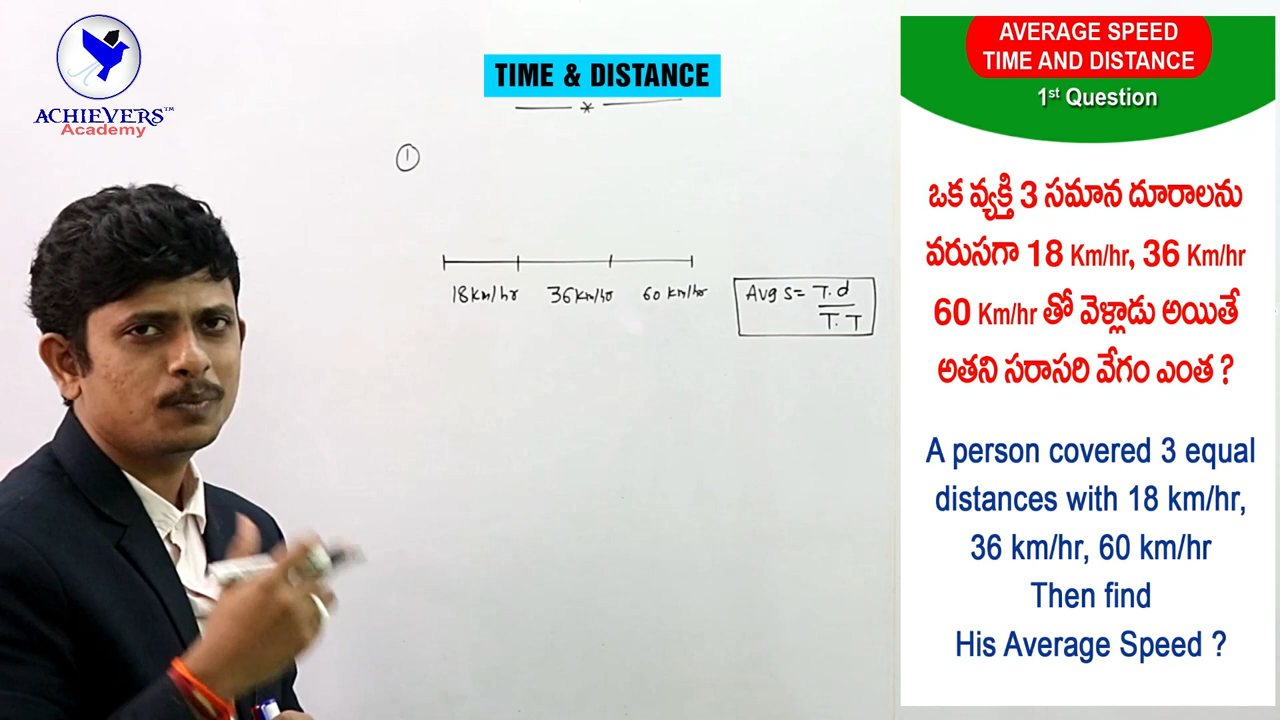 ACHIEVERS™
Academy
TIME & DISTANCE
1
18km/hr 36km/hr 60 km/hr
Avg s= T.d
T.T
AVERAGE SPEED
TIME AND DISTANCE
1st Question
ఒక వ్యక్తి 3 సమాన దూరాలను
వరుసగా 18 Km/hr, 36 Km/hr
60 Km/hr తో వెళ్లాడు అయితే
అతని సరాసరి వేగం ఎంత ?
A person covered 3 equal
distances with 18 km/hr,
36 km/hr, 60 km/hr
Then find
His Average Speed ?